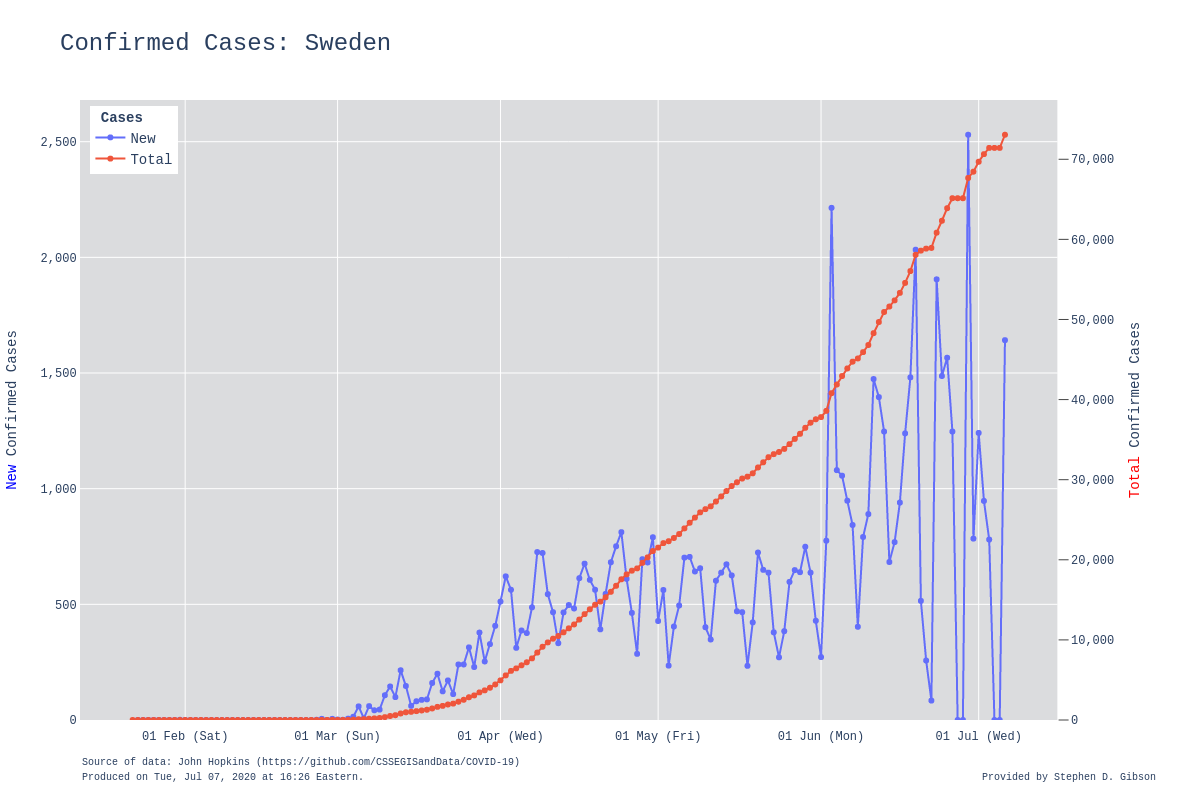 Confirmed Cases: Sweden
Cases
New
Total
2,500
2,000
1,500
1,000
500
0
New Confirmed Cases
70,000
60,000
50,000
40,000
30,000
20,000
10,000
0
Total Confirmed Cases
01 Feb (Sat)
01 Mar (Sun)
01 Apr (Wed)
01 May (Fri)
01 Jun (Mon)
01 Jul (Wed)
Source of data: John Hopkins (https://github.com/CSSEGISandData/COVID-19)
Produced on Tue, Jul 07, 2020 at 16:26 Eastern.
Provided by Stephen D. Gibson